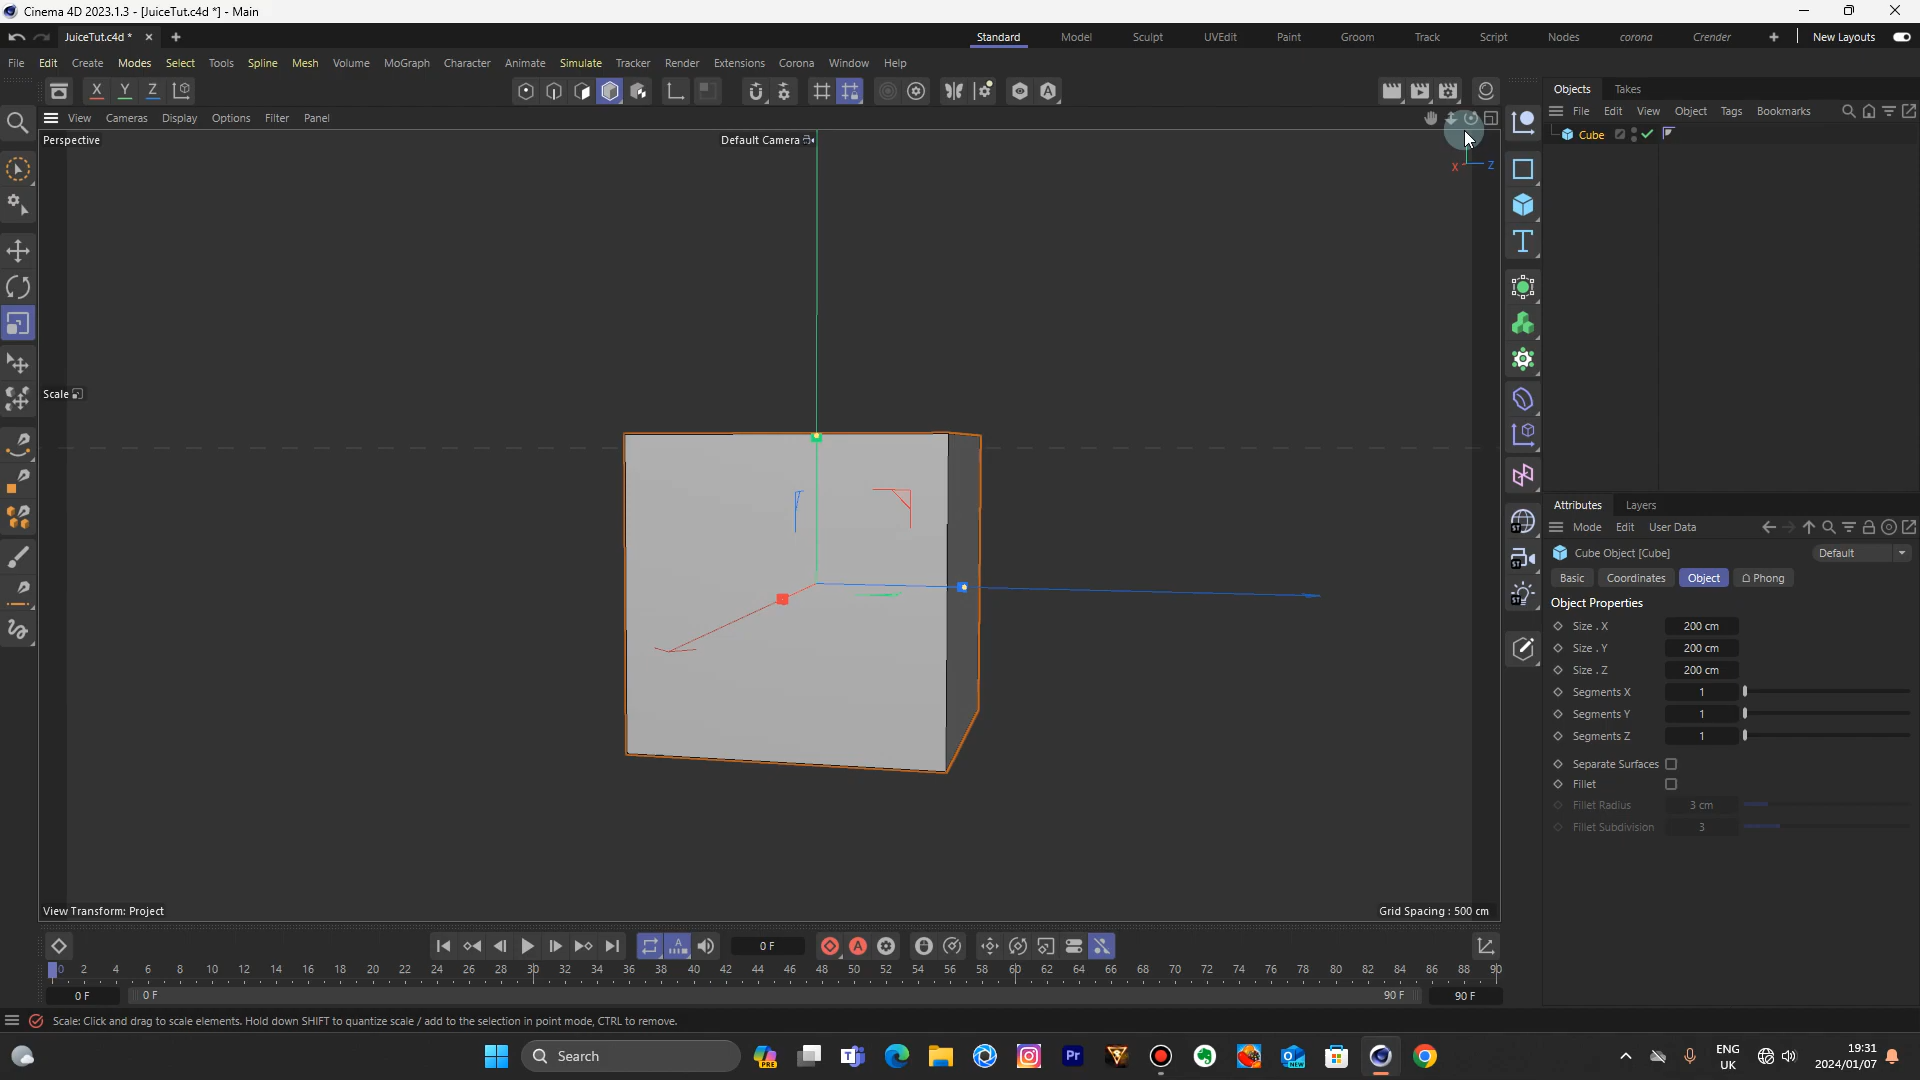 Cinema 4D 2023.1.3 - [JuiceTut.c4d *] - Main
JuiceTut.c4d *
Standard Model Sculpt UVEdit Paint Groom Track Script Nodes corona Crender New Layouts
File Edit Create Modes Select Tools Spline Mesh Volume MoGraph Character Animate Simulate Tracker Render Extensions Corona Window Help
X Y Z
Objects Takes
File Edit View Object Tags Bookmarks
View Cameras Display Options Filter Panel
Perspective
Default Camera
Cube
X Z
Scale
Attributes Layers
Mode Edit User Data
Cube Object [Cube]
Default
Basic Coordinates Object Phong
Object Properties
Size . X 200 cm
Size . Y 200 cm
Size . Z 200 cm
Segments X 1
Segments Y 1
Segments Z 1
Separate Surfaces
Fillet
Fillet Radius 3 cm
Fillet Subdivision 3
View Transform: Project
Grid Spacing : 500 cm
0 F
0 2 4 6 8 10 12 14 16 18 20 22 24 26 28 30 32 34 36 38 40 42 44 46 48 50 52 54 56 58 60 62 64 66 68 70 72 74 76 78 80 82 84 86 88 90
0 F 0 F 90 F 90 F
Scale: Click and drag to scale elements. Hold down SHIFT to quantize scale / add to the selection in point mode, CTRL to remove.
Search
ENG
UK
19:31
2024/01/07